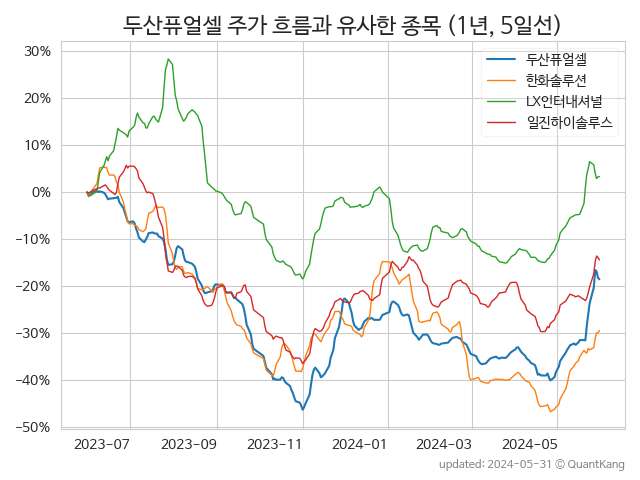 두산퓨얼셀 주가 흐름과 유사한 종목 (1년, 5일선)
30%
20%
10%
0%
−10%
−20%
−30%
−40%
−50%
두산퓨얼셀
한화솔루션
LX인터내셔널
일진하이솔루스
2023-07
2023-09
2023-11
2024-01
2024-03
2024-05
updated: 2024-05-31 © QuantKang